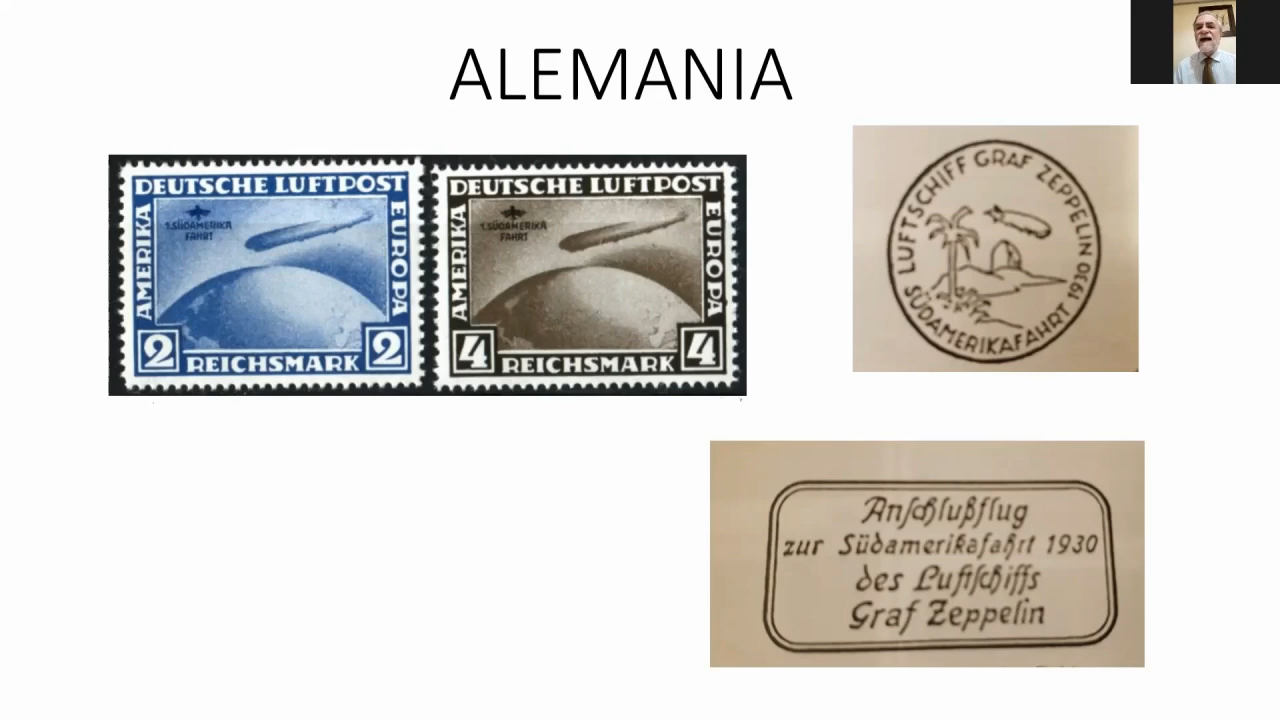 ALEMANIA
DEUTSCHE LUFTPOST
AMERIKA
1.SÜDAMERIKA
FAHRT
EUROPA
2 REICHSMARK 2
DEUTSCHE LUFTPOST
AMERIKA
1.SÜDAMERIKA
FAHRT
EUROPA
4 REICHSMARK 4
LUFTSCHIFF GRAF ZEPPELIN
SÜDAMERIKAFAHRT 1930
Anschlußflug
zur Südamerikafahrt 1930
des Luftschiffs
Graf Zeppelin